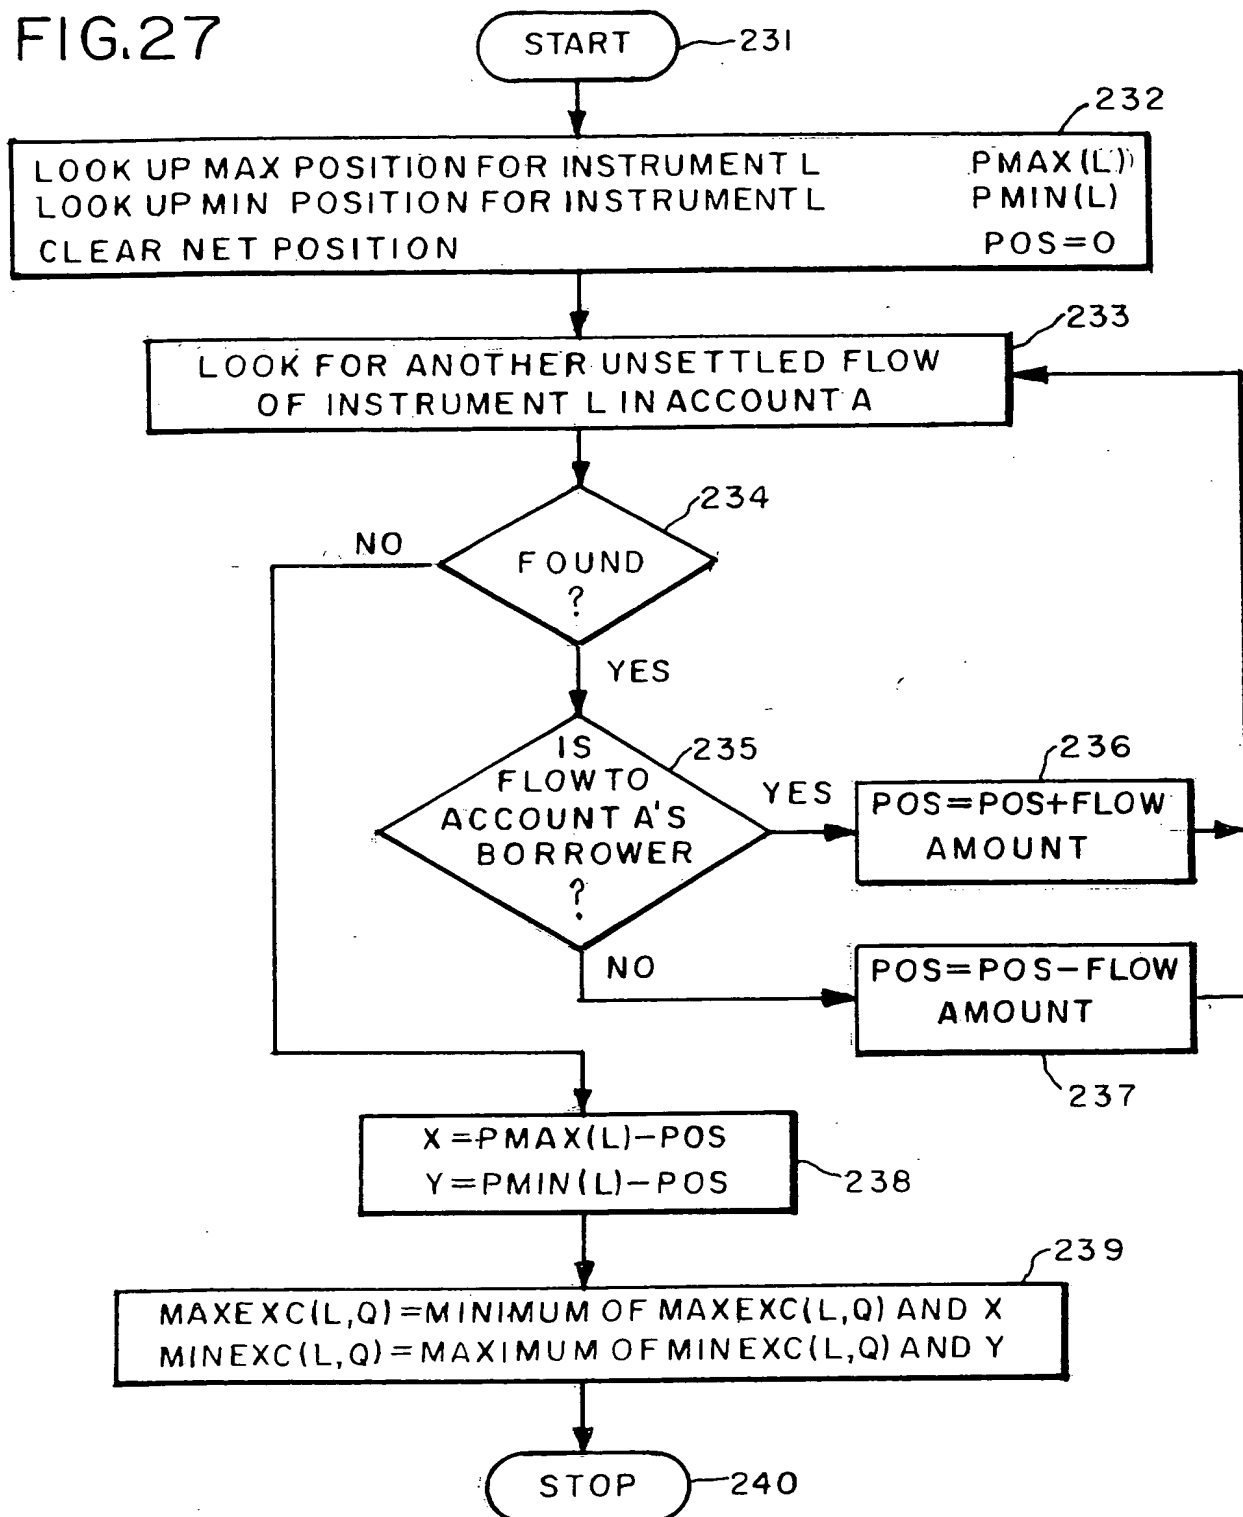 FIG.27
START
231
232
LOOK UP MAX POSITION FOR INSTRUMENT L PMAX(L)
LOOK UP MIN POSITION FOR INSTRUMENT L PMIN(L)
CLEAR NET POSITION POS=0
233
LOOK FOR ANOTHER UNSETTLED FLOW
OF INSTRUMENT L IN ACCOUNT A
234
NO
FOUND
?
YES
IS
FLOW TO
ACCOUNT A'S
BORROWER
?
235
YES
236
POS=POS+FLOW
AMOUNT
NO
POS=POS-FLOW
AMOUNT
237
X=PMAX(L)-POS
Y=PMIN(L)-POS
238
239
MAXEXC(L,Q)=MINIMUM OF MAXEXC(L,Q) AND X
MINEXC(L,Q)=MAXIMUM OF MINEXC(L,Q) AND Y
STOP
240